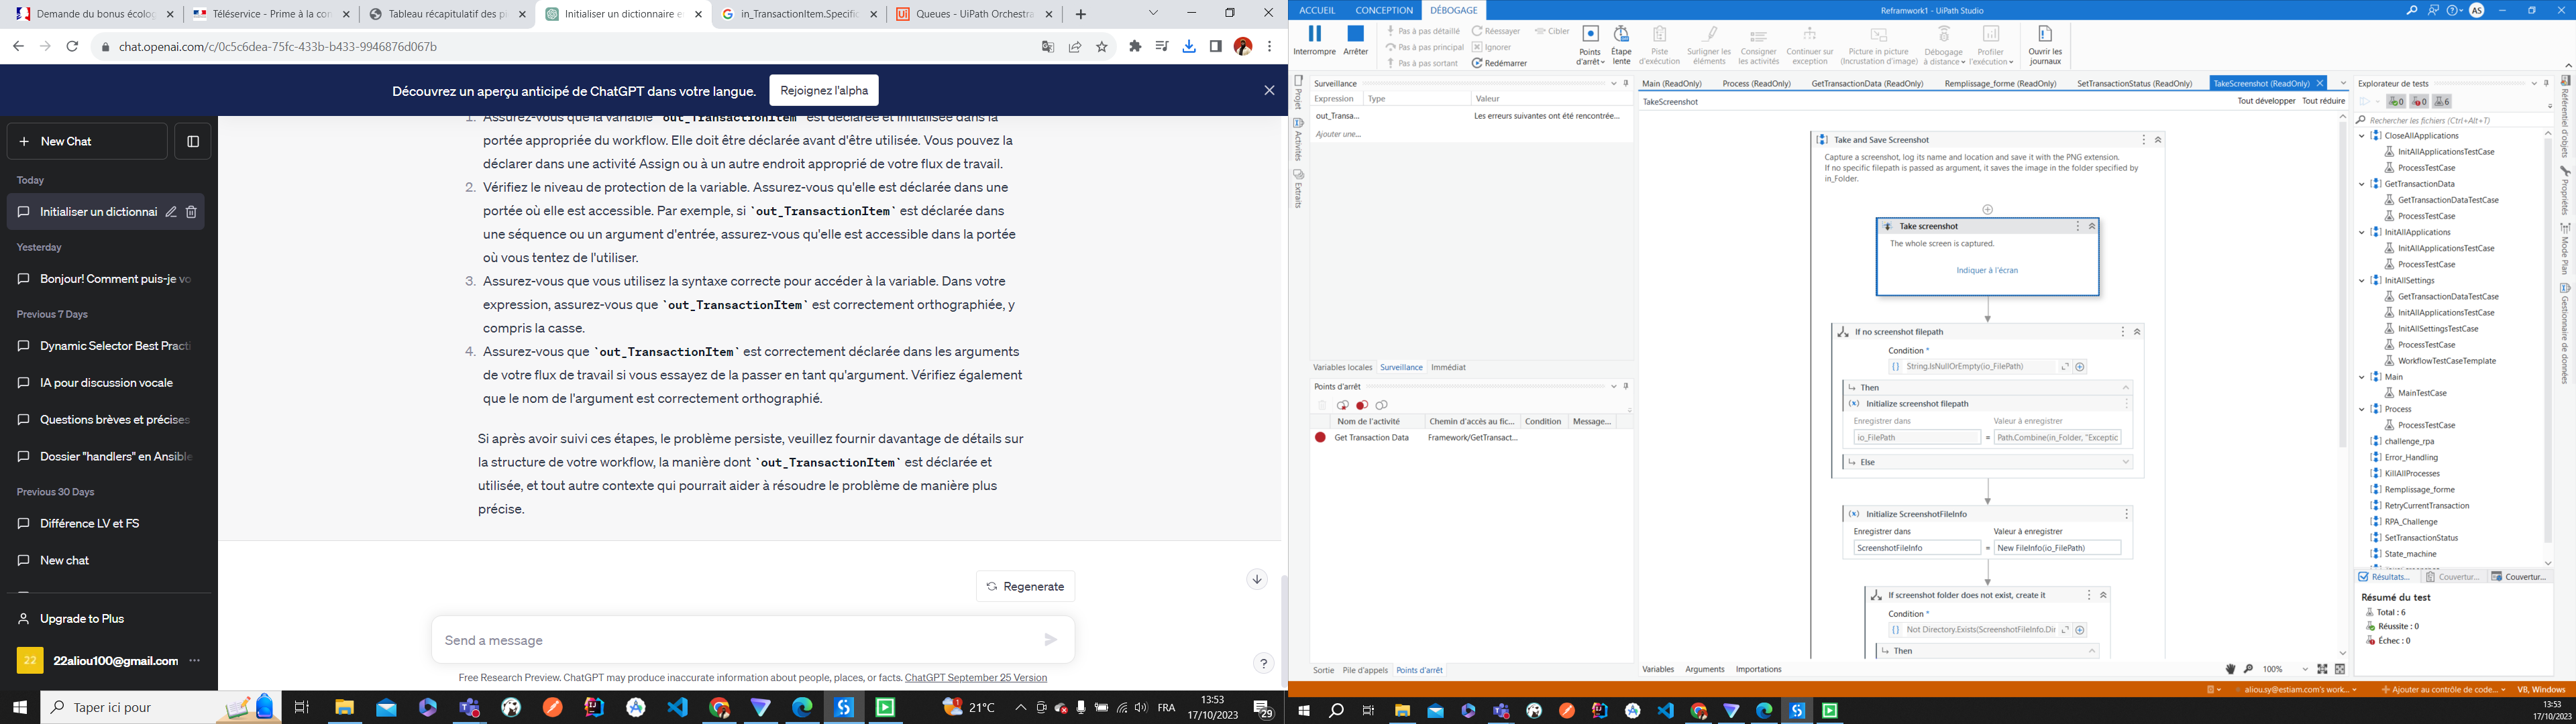 Demande du bonus écolog
Téléservice - Prime à la con
Tableau récapitulatif des pi
Initialiser un dictionnaire e
in_TransactionItem.Specific
Queues - UiPath Orchestra
chat.openai.com/c/0c5c6dea-75fc-433b-b433-9946876d067b
Découvrez un aperçu anticipé de ChatGPT dans votre langue.
Rejoignez l'alpha
New Chat
Today
Initialiser un dictionnai
Yesterday
Bonjour! Comment puis-je vo
Previous 7 Days
Dynamic Selector Best Practi
IA pour discussion vocale
Questions brèves et précises
Dossier "handlers" en Ansible
Previous 30 Days
Différence LV et FS
New chat
Upgrade to Plus
22
22aliou100@gmail.com
1. Assurez-vous que la variable `out_TransactionItem` est déclarée et initialisée dans la
portée appropriée du workflow. Elle doit être déclarée avant d'être utilisée. Vous pouvez la
déclarer dans une activité Assign ou à un autre endroit approprié de votre flux de travail.
2. Vérifiez le niveau de protection de la variable. Assurez-vous qu'elle est déclarée dans une
portée où elle est accessible. Par exemple, si `out_TransactionItem` est déclarée dans
une séquence ou un argument d'entrée, assurez-vous qu'elle est accessible dans la portée
où vous tentez de l'utiliser.
3. Assurez-vous que vous utilisez la syntaxe correcte pour accéder à la variable. Dans votre
expression, assurez-vous que `out_TransactionItem` est correctement orthographiée, y
compris la casse.
4. Assurez-vous que `out_TransactionItem` est correctement déclarée dans les arguments
de votre flux de travail si vous essayez de la passer en tant qu'argument. Vérifiez également
que le nom de l'argument est correctement orthographié.
Si après avoir suivi ces étapes, le problème persiste, veuillez fournir davantage de détails sur
la structure de votre workflow, la manière dont `out_TransactionItem` est déclarée et
utilisée, et tout autre contexte qui pourrait aider à résoudre le problème de manière plus
précise.
Regenerate
Send a message
?
Free Research Preview. ChatGPT may produce inaccurate information about people, places, or facts. ChatGPT September 25 Version
Taper ici pour
21°C
FRA
13:53
17/10/2023
29
ACCUEIL
CONCEPTION
DÉBOGAGE
Reframwork1 - UiPath Studio
AS
Interrompre
Arrêter
Pas à pas détaillé
Pas à pas principal
Pas à pas sortant
Réessayer
Ignorer
Redémarrer
Cibler
Points d'arrêt
Étape lente
Piste d'exécution
Surligner les éléments
Consigner les activités
Continuer sur exception
Picture in picture (Incrustation d'image)
Débogage à distance
Profiler l'exécution
Ouvrir les journaux
Projet
Activités
Extraits
Surveillance
Expression
Type
Valeur
out_Transa...
Les erreurs suivantes ont été rencontrée...
Ajouter une...
Variables locales
Surveillance
Immédiat
Points d'arrêt
Nom de l'activité
Chemin d'accès au fic...
Condition
Message...
Get Transaction Data
Framework/GetTransact...
Sortie
Pile d'appels
Points d'arrêt
Main (ReadOnly)
Process (ReadOnly)
GetTransactionData (ReadOnly)
Remplissage_forme (ReadOnly)
SetTransactionStatus (ReadOnly)
TakeScreenshot (ReadOnly)
TakeScreenshot
Tout développer
Tout réduire
Take and Save Screenshot
Capture a screenshot, log its name and location and save it with the PNG extension.
If no specific filepath is passed as argument, it saves the image in the folder specified by
in_Folder.
Take screenshot
The whole screen is captured.
Indiquer à l'écran
If no screenshot filepath
Condition *
String.IsNullOrEmpty(io_FilePath)
Then
Initialize screenshot filepath
Enregistrer dans
Valeur à enregistrer
io_FilePath
=
Path.Combine(in_Folder, "Exceptic
Else
Initialize ScreenshotFileInfo
Enregistrer dans
Valeur à enregistrer
ScreenshotFileInfo
=
New FileInfo(io_FilePath)
If screenshot folder does not exist, create it
Condition *
Not Directory.Exists(ScreenshotFileInfo.Dir
Then
Variables
Arguments
Importations
100%
Explorateur de tests
0
0
6
Rechercher les fichiers (Ctrl+Alt+T)
CloseAllApplications
InitAllApplicationsTestCase
ProcessTestCase
GetTransactionData
GetTransactionDataTestCase
ProcessTestCase
InitAllApplications
InitAllApplicationsTestCase
ProcessTestCase
InitAllSettings
GetTransactionDataTestCase
InitAllApplicationsTestCase
InitAllSettingsTestCase
ProcessTestCase
WorkflowTestCaseTemplate
Main
MainTestCase
Process
ProcessTestCase
challenge_rpa
Error_Handling
KillAllProcesses
Remplissage_forme
RetryCurrentTransaction
RPA_Challenge
SetTransactionStatus
State_machine
Résultats...
Couvertur...
Couvertur...
Résumé du test
Total : 6
Réussite : 0
Échec : 0
Référentiel d'objets
Propriétés
Mode Plan
Gestionnaire de données
aliou.sy@estiam.com's work...
Ajouter au contrôle de code...
VB, Windows
13:53
17/10/2023